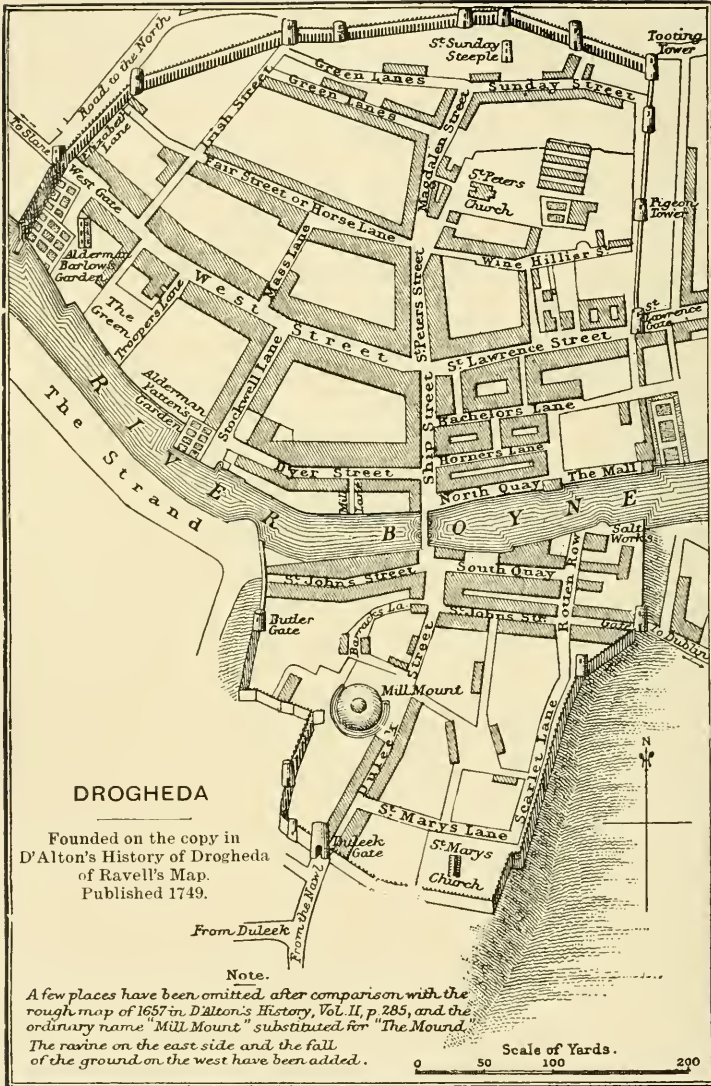 Road to the North
St Sunday
Steeple
Tooting
Tower
Green Lanes
Green Lanes
Sunday Street
To Slane
Elizabeth
Lane
Irish Street
Magdalen Street
St Peters
Church
Pigeon
Tower
West Gate
Fair Street or Horse Lane
Wine Hillier S.
Alderman
Barlow's
Garden
Mass Lane
The
Green
Troopers Lane
West Street
St Peters Street
St
Lawrence
Gate
St Lawrence Street
Stockwell Lane
Alderman
Patten's
Garden
Ship Street
Bachelors Lane
Horners Lane
Dyer Street
Mill
Lane
North Quay
The Mall
The Strand
RIVER BOYNE
Salt
Works
South Quay
St Johns Street
Rotten Row
Butler
Gate
Barracks La.
St Johns Str.
Gate
To Dublin
Mill Mount
Duleek Street
Scarlet Lane
N
St Marys Lane
St Marys
Church
Duleek
Gate
From Duleek
From the Nawl
DROGHEDA
Founded on the copy in
D'Alton's History of Drogheda
of Ravell's Map.
Published 1749.
Note.
A few places have been omitted after comparison with the
rough map of 1657 in D'Alton's History, Vol. II, p. 285, and the
ordinary name "Mill Mount" substituted for "The Mound."
The ravine on the east side and the fall
of the ground on the west have been added.
Scale of Yards.
0 50 100 200